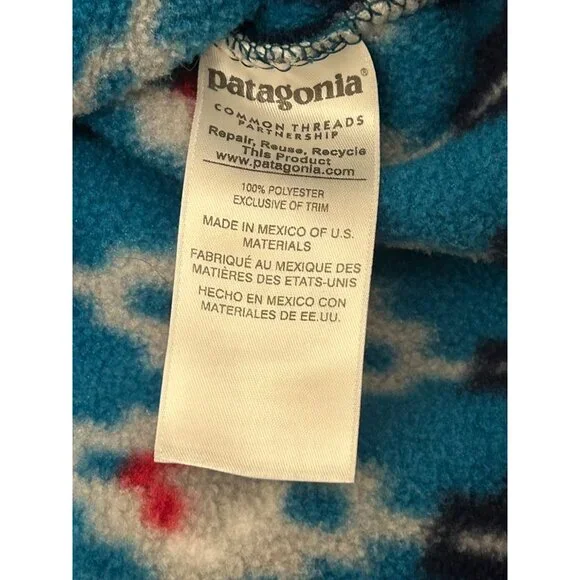 patagonia®
COMMON THREADS
PARTNERSHIP
Repair, Reuse, Recycle
This Product
www.patagonia.com
100% POLYESTER
EXCLUSIVE OF TRIM
MADE IN MEXICO OF U.S.
MATERIALS
FABRIQUÉ AU MEXIQUE DES
MATIÈRES DES ETATS-UNIS
HECHO EN MEXICO CON
MATERIALES DE EE.UU.